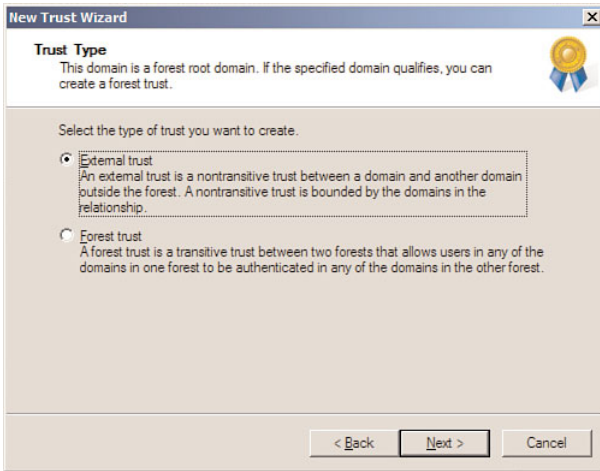 New Trust Wizard
Trust Type
This domain is a forest root domain. If the specified domain qualifies, you can
create a forest trust.
Select the type of trust you want to create.
External trust
An external trust is a nontransitive trust between a domain and another domain
outside the forest. A nontransitive trust is bounded by the domains in the
relationship.
Forest trust
A forest trust is a transitive trust between two forests that allows users in any of the
domains in one forest to be authenticated in any of the domains in the other forest.
< Back Next > Cancel